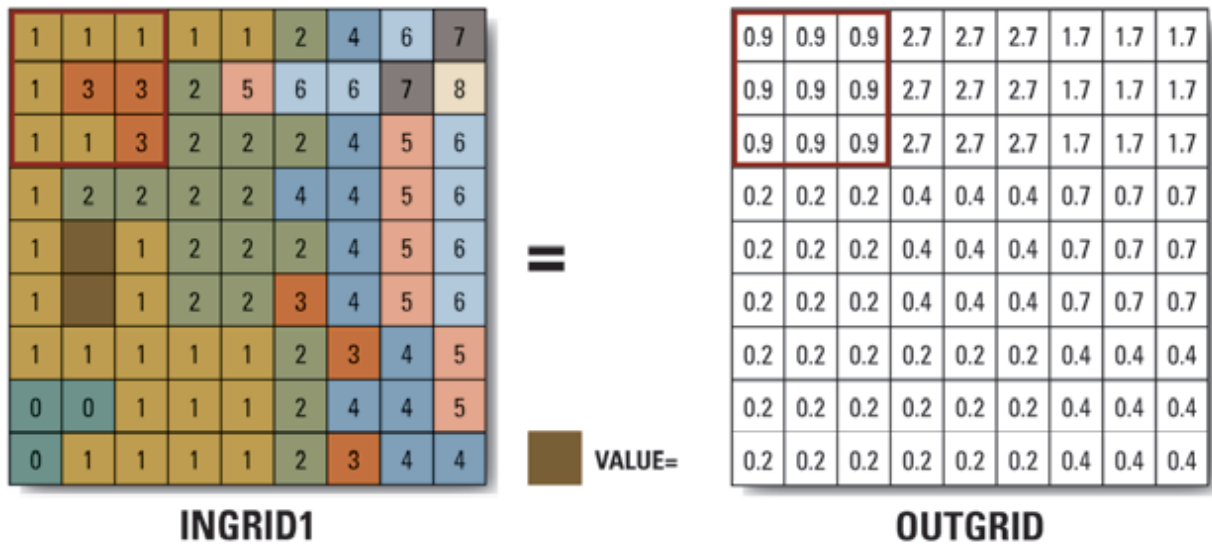 1 1 1 1 1 2 4 6 7 0.9 0.9 0.9 2.7 2.7 2.7 1.7 1.7 1.7
1 3 3 2 5 6 6 7 8 0.9 0.9 0.9 2.7 2.7 2.7 1.7 1.7 1.7
1 1 3 2 2 2 4 5 6 0.9 0.9 0.9 2.7 2.7 2.7 1.7 1.7 1.7
1 2 2 2 2 4 4 5 6 0.2 0.2 0.2 0.4 0.4 0.4 0.7 0.7 0.7
1 1 2 2 2 4 5 6 = 0.2 0.2 0.2 0.4 0.4 0.4 0.7 0.7 0.7
1 1 2 2 3 4 5 6 0.2 0.2 0.2 0.4 0.4 0.4 0.7 0.7 0.7
1 1 1 1 1 2 3 4 5 0.2 0.2 0.2 0.2 0.2 0.2 0.4 0.4 0.4
0 0 1 1 1 2 4 4 5 0.2 0.2 0.2 0.2 0.2 0.2 0.4 0.4 0.4
0 1 1 1 1 2 3 4 4 VALUE= 0.2 0.2 0.2 0.2 0.2 0.2 0.4 0.4 0.4
INGRID1 OUTGRID